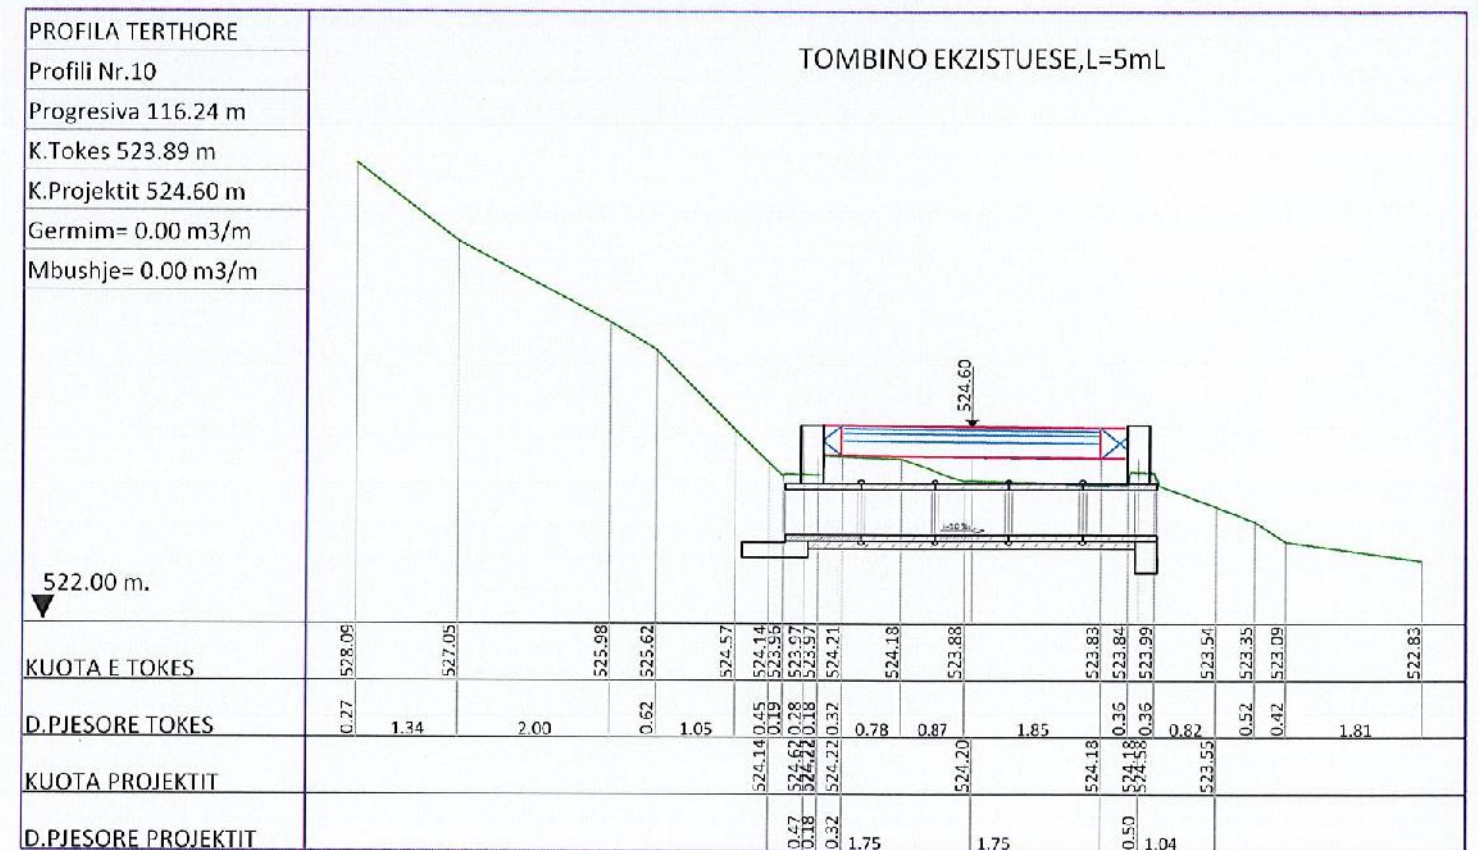 PROFILA TERTHORE
TOMBINO EKZISTUESE,L=5mL
Profili Nr.10
Progresiva 116.24 m
K.Tokes 523.89 m
K.Projektit 524.60 m
Germim= 0.00 m3/m
Mbushje= 0.00 m3/m
524.60
522.00 m.
KUOTA E TOKES 528.09 527.05 525.98 525.62 524.57 524.14 523.96 523.97 523.97 524.21 524.18 523.88 523.83 523.84 523.99 523.54 523.35 523.09 522.83
D.PJESORE TOKES 0.27 1.34 2.00 0.62 1.05 0.45 0.19 0.28 0.18 0.32 0.78 0.87 1.85 0.36 0.36 0.82 0.52 0.42 1.81
KUOTA PROJEKTIT 524.14 524.62 524.22 524.22 524.20 524.18 524.18 524.58 523.55
D.PJESORE PROJEKTIT 0.47 0.18 0.32 1.75 1.75 0.50 1.04